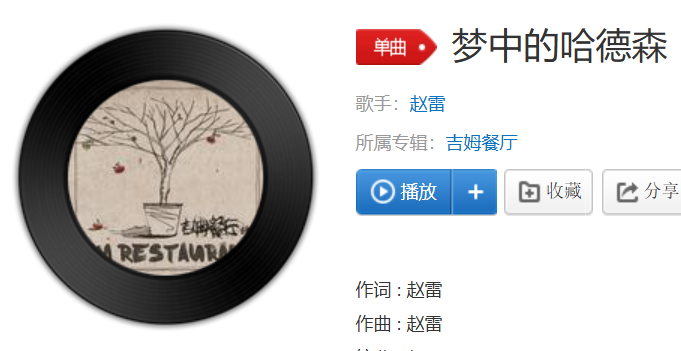 单曲
梦中的哈德森
歌手：赵雷
所属专辑：吉姆餐厅
播放
+
收藏
分享
吉姆餐厅
M RESTAURA
作词 : 赵雷
作曲 : 赵雷